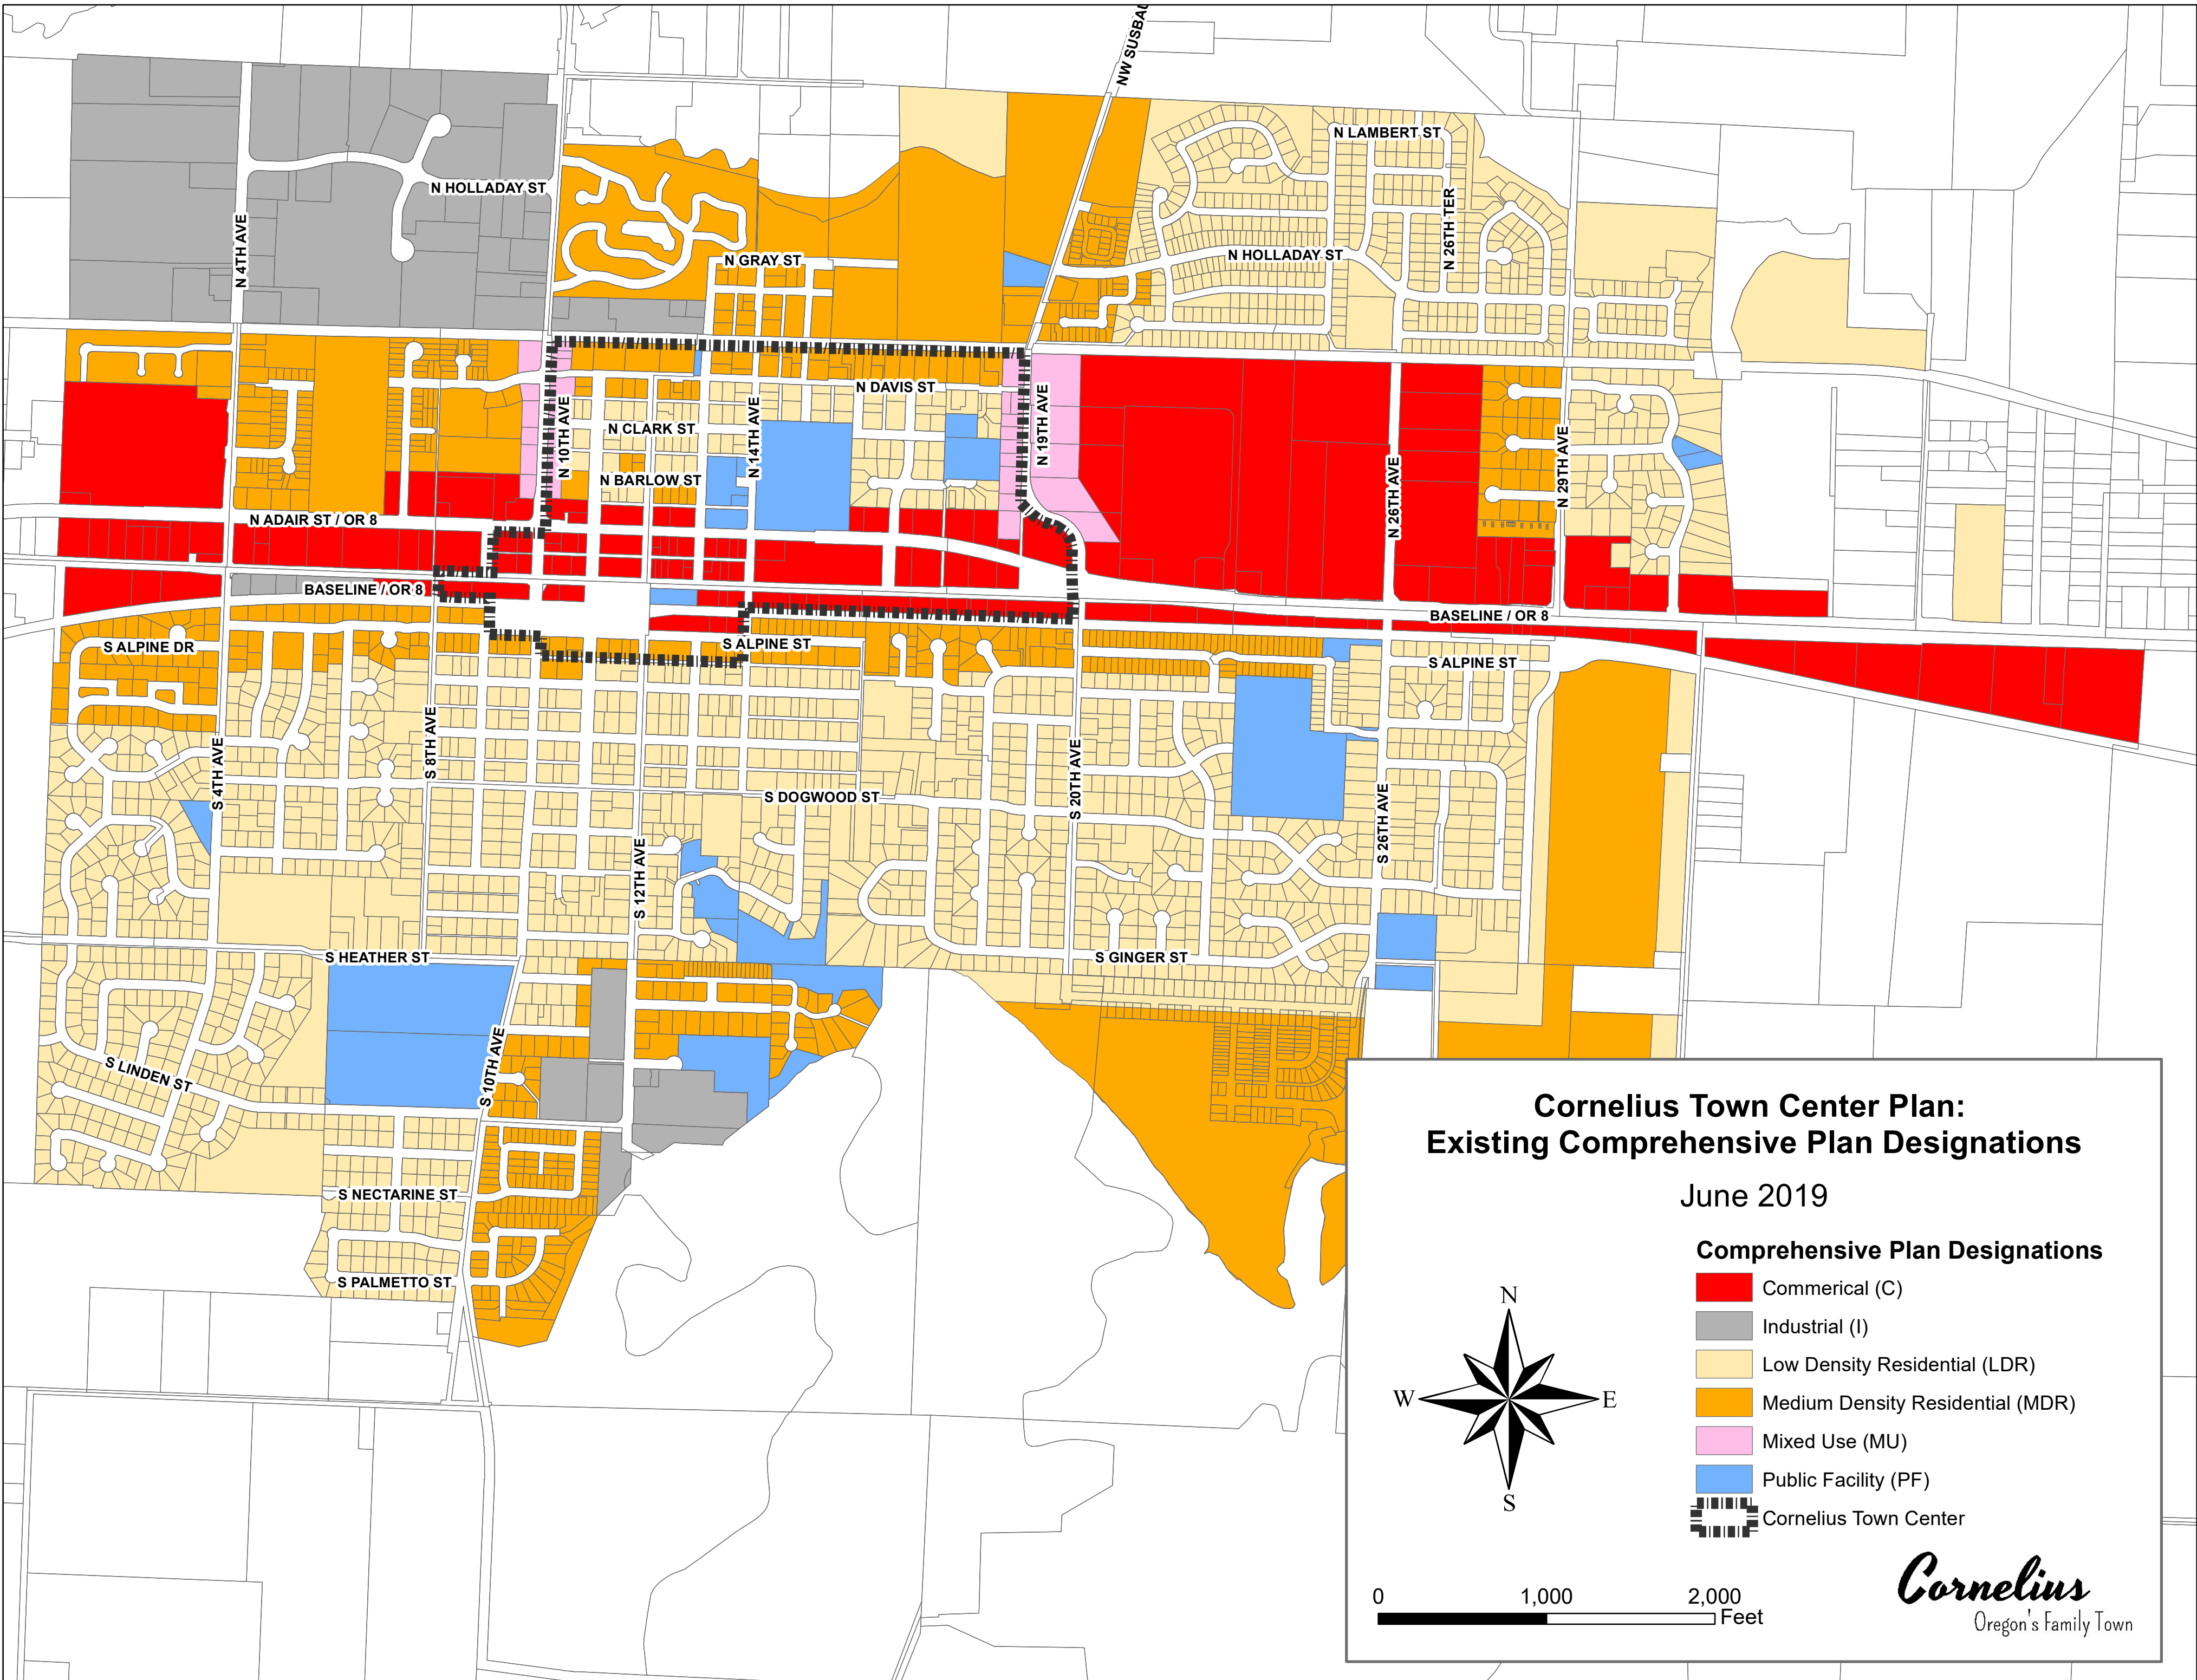 NW SUSBAU
N LAMBERT ST
N HOLLADAY ST
N 26TH TER
N 4TH AVE
N GRAY ST
N HOLLADAY ST
N DAVIS ST
N 10TH AVE
N CLARK ST
N 14TH AVE
N 19TH AVE
N BARLOW ST
N 26TH AVE
N 29TH AVE
N ADAIR ST / OR 8
BASELINE / OR 8
BASELINE / OR 8
S ALPINE DR
S ALPINE ST
S ALPINE ST
S 4TH AVE
S 8TH AVE
S 20TH AVE
S DOGWOOD ST
S 26TH AVE
S 12TH AVE
S HEATHER ST
S GINGER ST
S 10TH AVE
S LINDEN ST
S NECTARINE ST
S PALMETTO ST
Cornelius Town Center Plan:
Existing Comprehensive Plan Designations
June 2019
Comprehensive Plan Designations
Commerical (C)
Industrial (I)
Low Density Residential (LDR)
Medium Density Residential (MDR)
Mixed Use (MU)
Public Facility (PF)
Cornelius Town Center
N
W
E
S
0 1,000 2,000
Feet
Cornelius
Oregon's Family Town